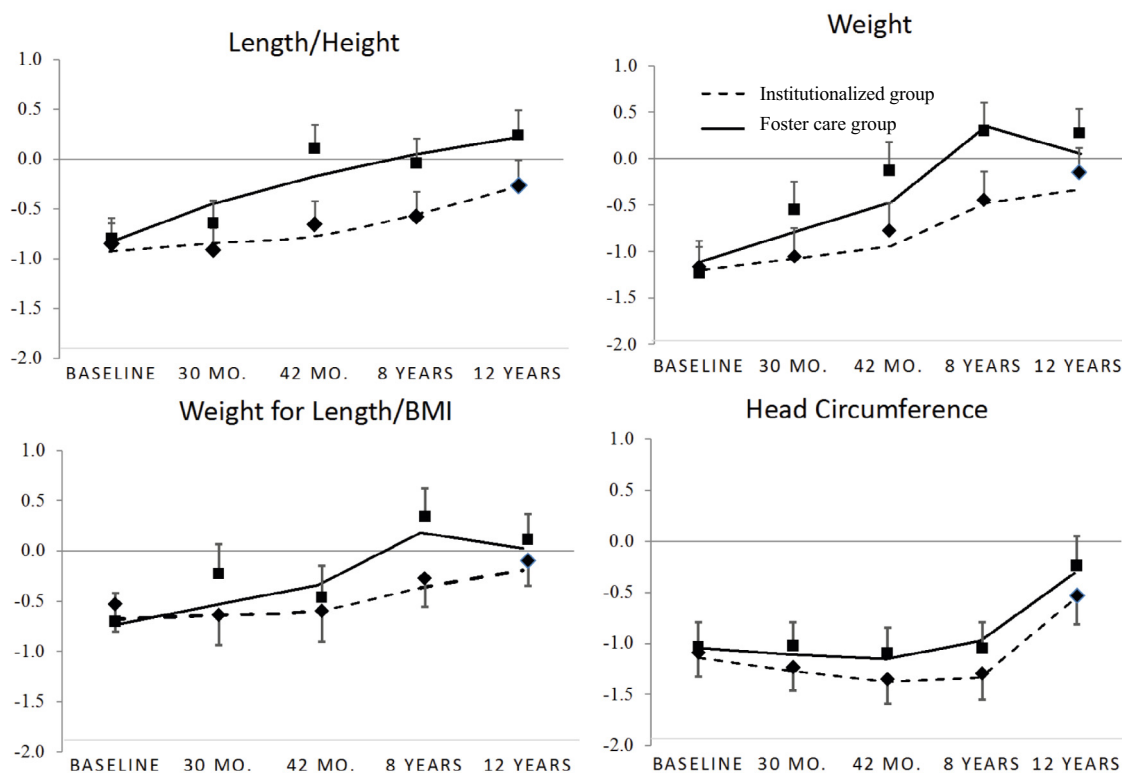 Length/Height
1.0
0.5
0.0
-0.5
-1.0
-1.5
-2.0
BASELINE 30 MO. 42 MO. 8 YEARS 12 YEARS
Weight
1.0
0.5
0.0
-0.5
-1.0
-1.5
-2.0
Institutionalized group
Foster care group
BASELINE 30 MO. 42 MO. 8 YEARS 12 YEARS
Weight for Length/BMI
1.0
0.5
0.0
-0.5
-1.0
-1.5
-2.0
BASELINE 30 MO. 42 MO. 8 YEARS 12 YEARS
Head Circumference
1.0
0.5
0.0
-0.5
-1.0
-1.5
-2.0
BASELINE 30 MO. 42 MO. 8 YEARS 12 YEARS